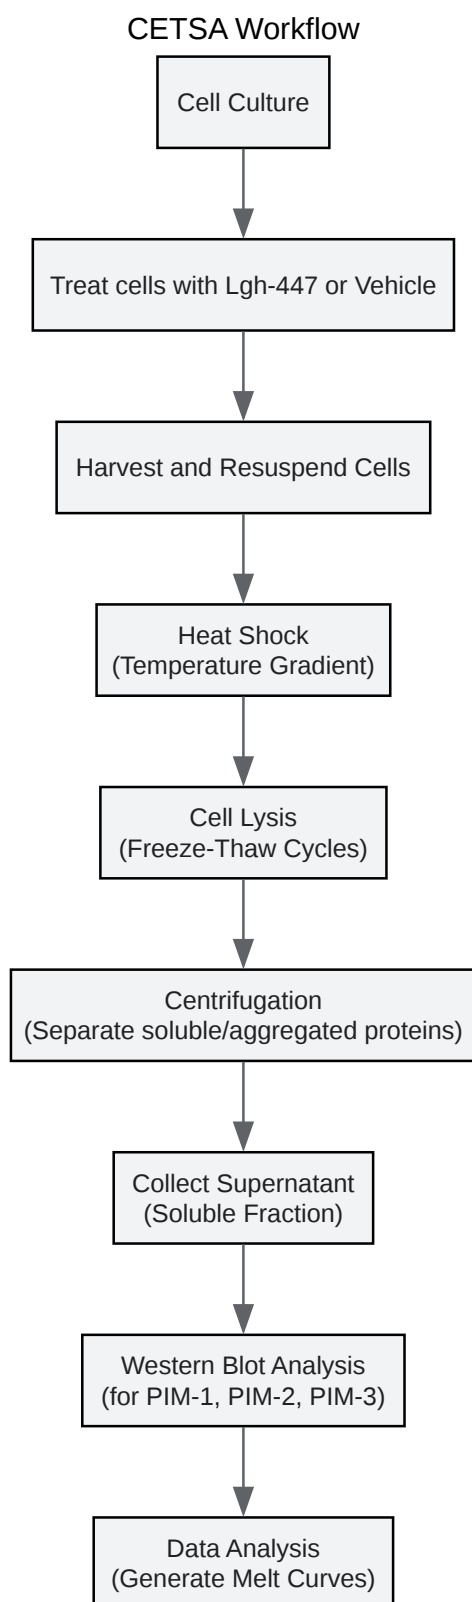 CETSA Workflow
Cell Culture
Treat cells with Lgh-447 or Vehicle
Harvest and Resuspend Cells
Heat Shock
(Temperature Gradient)
Cell Lysis
(Freeze-Thaw Cycles)
Centrifugation
(Separate soluble/aggregated proteins)
Collect Supernatant
(Soluble Fraction)
Western Blot Analysis
(for PIM-1, PIM-2, PIM-3)
Data Analysis
(Generate Melt Curves)